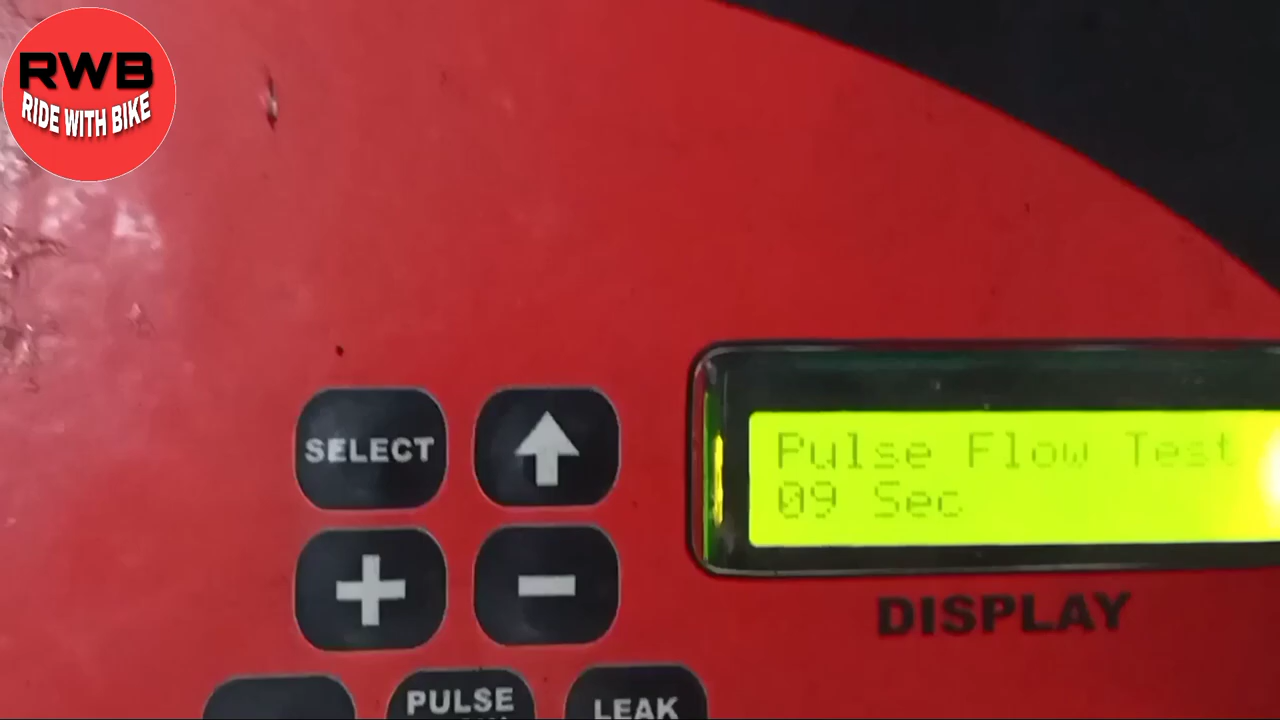 RWB
RIDE WITH BIKE
SELECT
Pulse Flow Test
09 Sec
DISPLAY
PULSE
LEAK